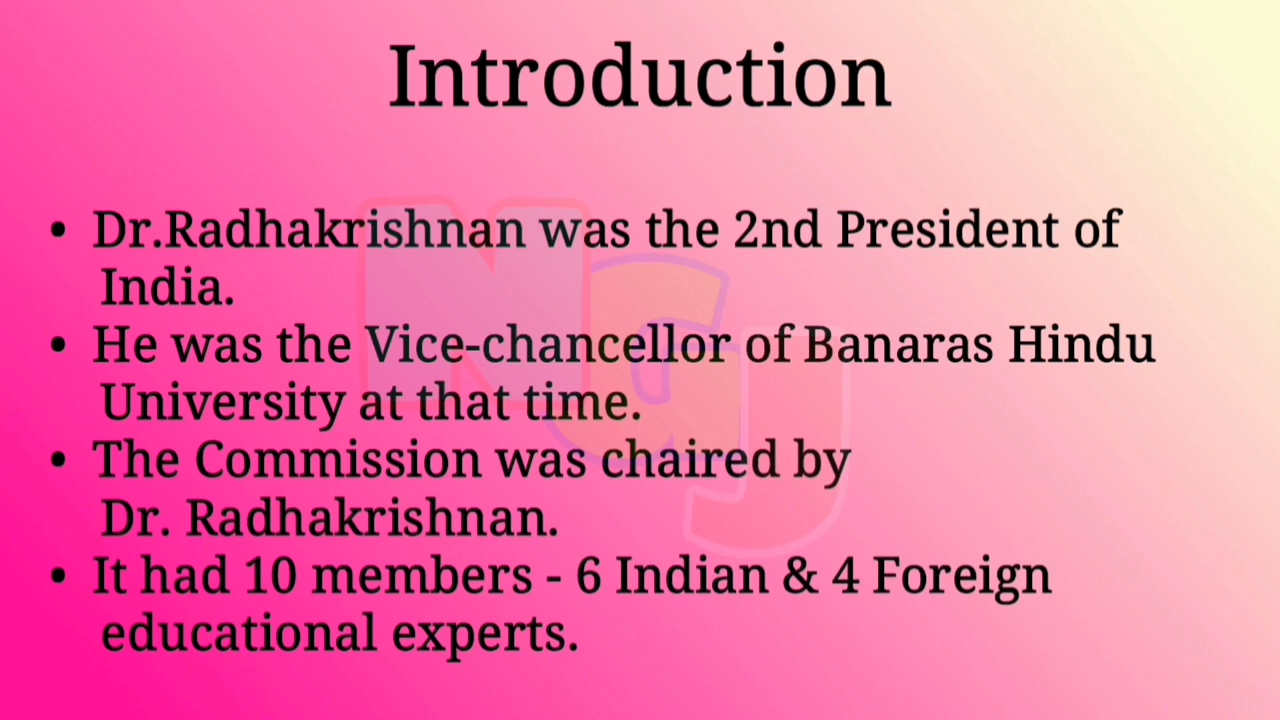 Introduction
• Dr.Radhakrishnan was the 2nd President of
India.
• He was the Vice-chancellor of Banaras Hindu
University at that time.
• The Commission was chaired by
Dr. Radhakrishnan.
• It had 10 members - 6 Indian & 4 Foreign
educational experts.
NGJ